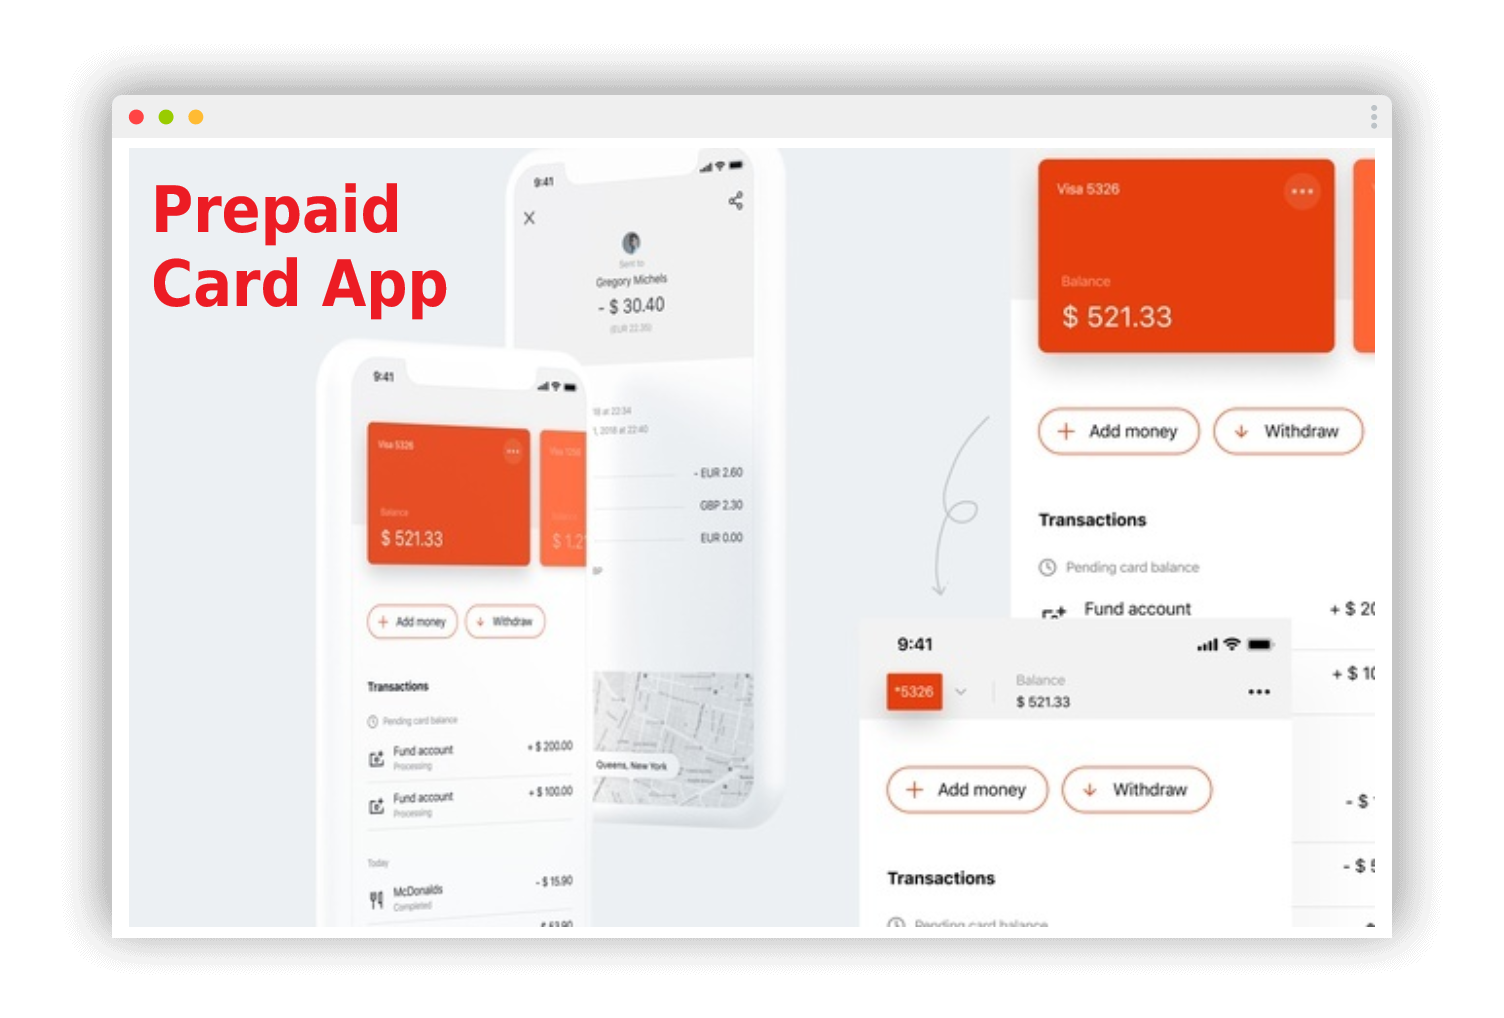 Prepaid
Card App
9:41
X
Sent to
Gregory Michels
- $ 30.40
(EUR 22.30)
18 at 22:34
1, 2018 at 22:40
- EUR 2.60
GBP 2.30
EUR 0.00
BP
Queens, New York
9:41
Visa 5326
Balance
$ 521.33
$ 1.2
Add money
Withdraw
Transactions
Pending card balance
Fund account
+ $ 200.00
Processing
Fund account
+ $ 100.00
Processing
Today
McDonalds
- $ 15.90
Completed
Visa 5326
Balance
$ 521.33
Add money
Withdraw
Transactions
Pending card balance
Fund account
+ $ 20
+ $ 10
- $
- $ 5
9:41
*5326
Balance
$ 521.33
Add money
Withdraw
Transactions
Pending card balance